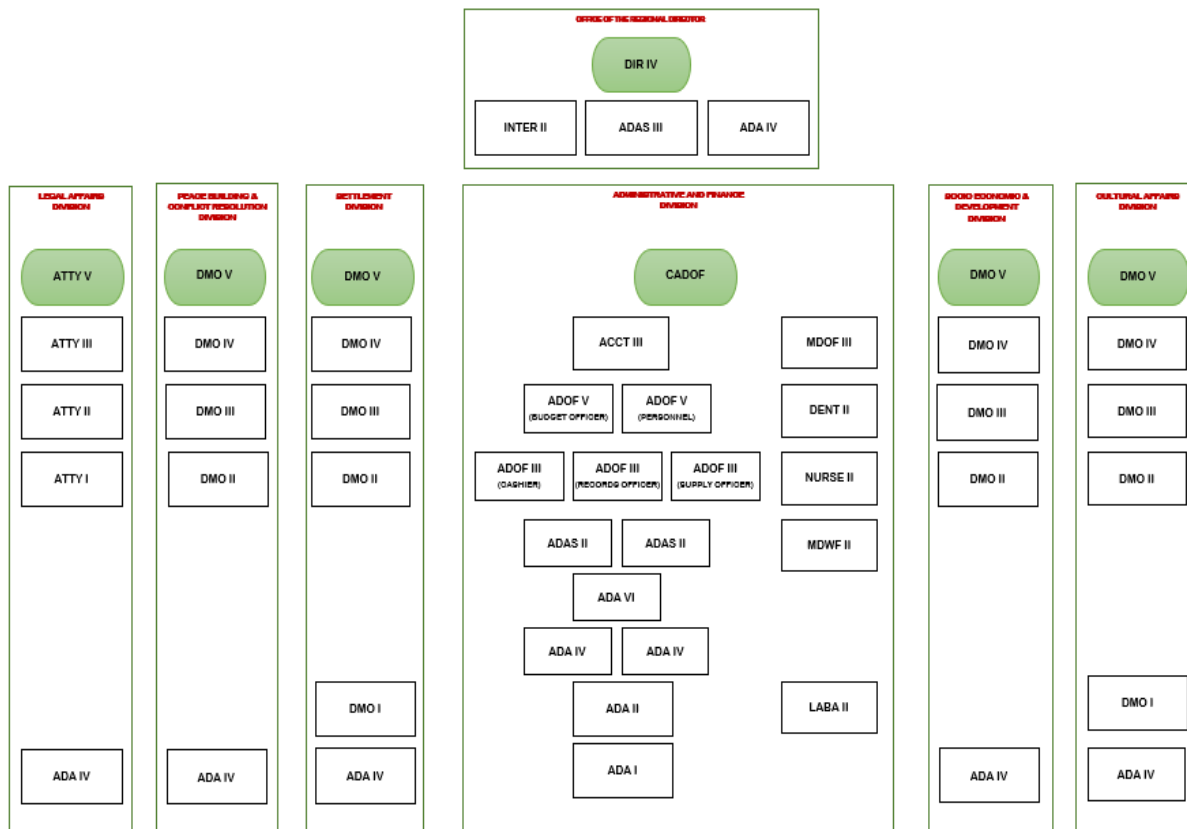 OFFICE OF THE REGIONAL DIRECTOR
DIR IV
INTER II
ADAS III
ADA IV
LEGAL AFFAIRS
DIVISION
ATTY V
ATTY III
ATTY II
ATTY I
ADA IV
PEACE BUILDING &
CONFLICT RESOLUTION
DIVISION
DMO V
DMO IV
DMO III
DMO II
ADA IV
SETTLEMENT
DIVISION
DMO V
DMO IV
DMO III
DMO II
DMO I
ADA IV
ADMINISTRATIVE AND FINANCE
DIVISION
CADOF
ACCT III
ADOF V
(BUDGET OFFICER)
ADOF V
(PERSONNEL)
ADOF III
(CASHIER)
ADOF III
(RECORDS OFFICER)
ADOF III
(SUPPLY OFFICER)
ADAS II
ADAS II
ADA VI
ADA IV
ADA IV
ADA II
ADA I
MDOF III
DENT II
NURSE II
MDWF II
LABA II
SOCIO ECONOMIC &
DEVELOPMENT
DIVISION
DMO V
DMO IV
DMO III
DMO II
ADA IV
CULTURAL AFFAIRS
DIVISION
DMO V
DMO IV
DMO III
DMO II
DMO I
ADA IV